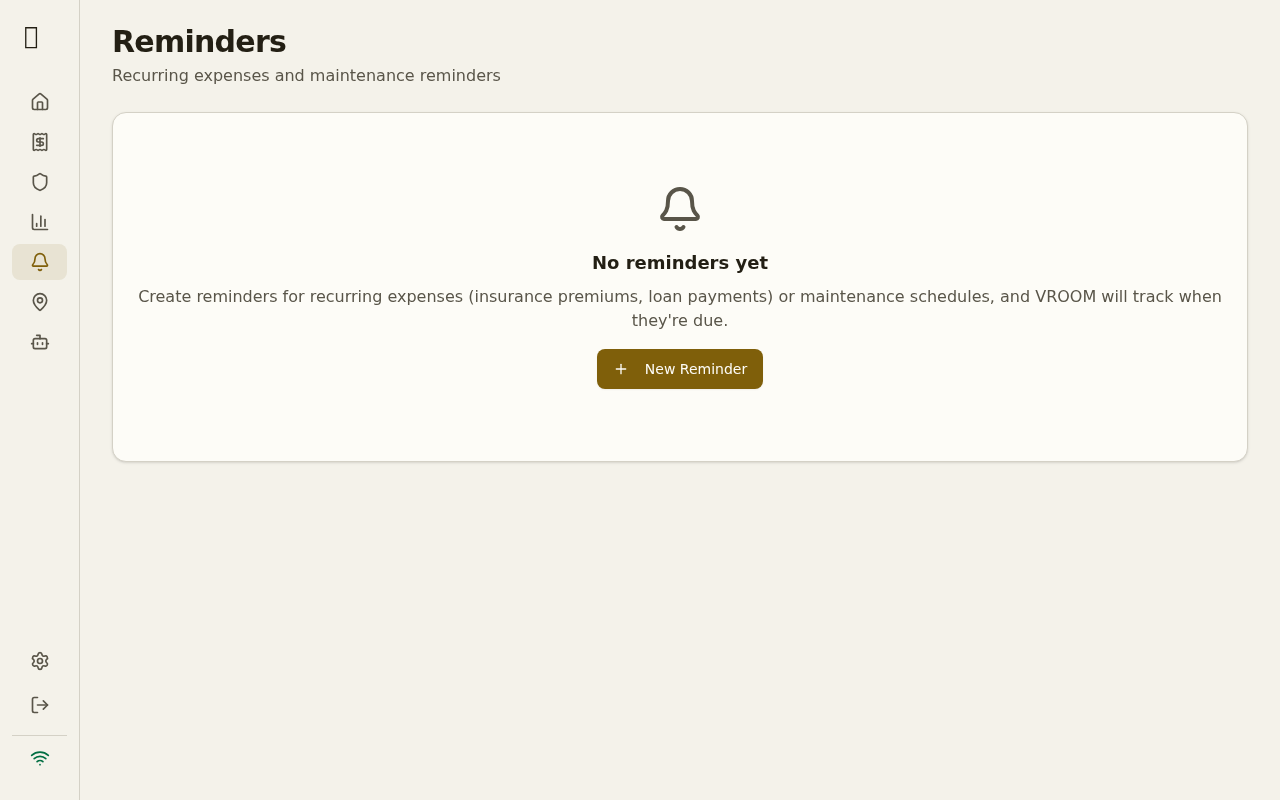 Reminders
Recurring expenses and maintenance reminders
No reminders yet
Create reminders for recurring expenses (insurance premiums, loan payments) or maintenance schedules, and VROOM will track when
they're due.
New Reminder